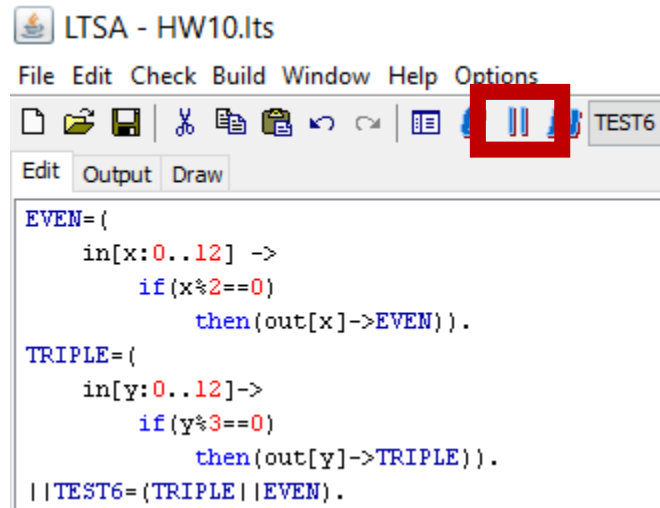 LTSA - HW10.lts
File Edit Check Build Window Help Options
TEST6
Edit Output Draw
EVEN=(
in[x:0..12] ->
if(x%2==0)
then(out[x]->EVEN)).
TRIPLE=(
in[y:0..12]->
if(y%3==0)
then(out[y]->TRIPLE)).
||TEST6=(TRIPLE||EVEN).